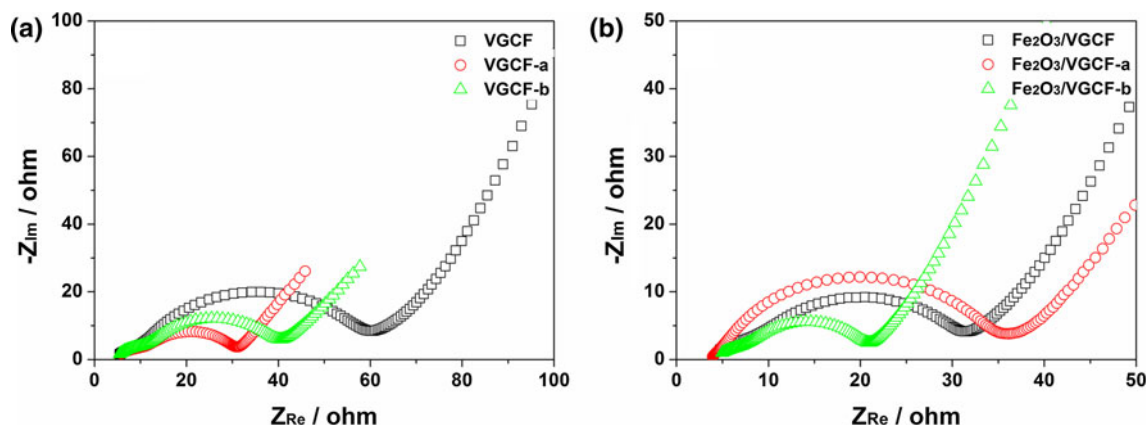 (a)
100
80
60
40
20
0
-ZIm / ohm
0 20 40 60 80 100
ZRe / ohm
VGCF
VGCF-a
VGCF-b
(b)
50
40
30
20
10
0
-ZIm / ohm
0 10 20 30 40 50
ZRe / ohm
Fe₂O₃/VGCF
Fe₂O₃/VGCF-a
Fe₂O₃/VGCF-b